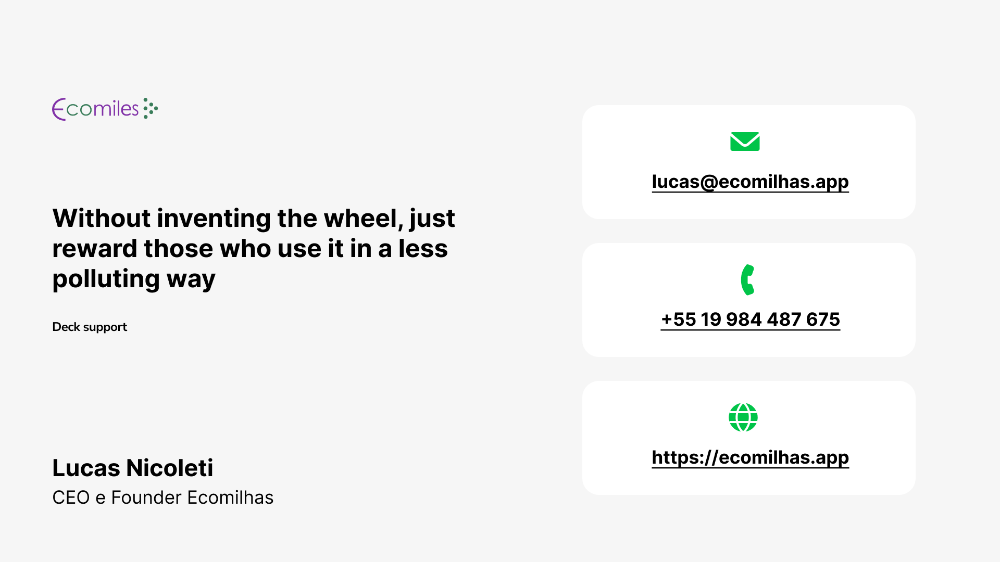 Ecomiles
Without inventing the wheel, just
reward those who use it in a less
polluting way
Deck support
Lucas Nicoleti
CEO e Founder Ecomilhas
lucas@ecomilhas.app
+55 19 984 487 675
https://ecomilhas.app